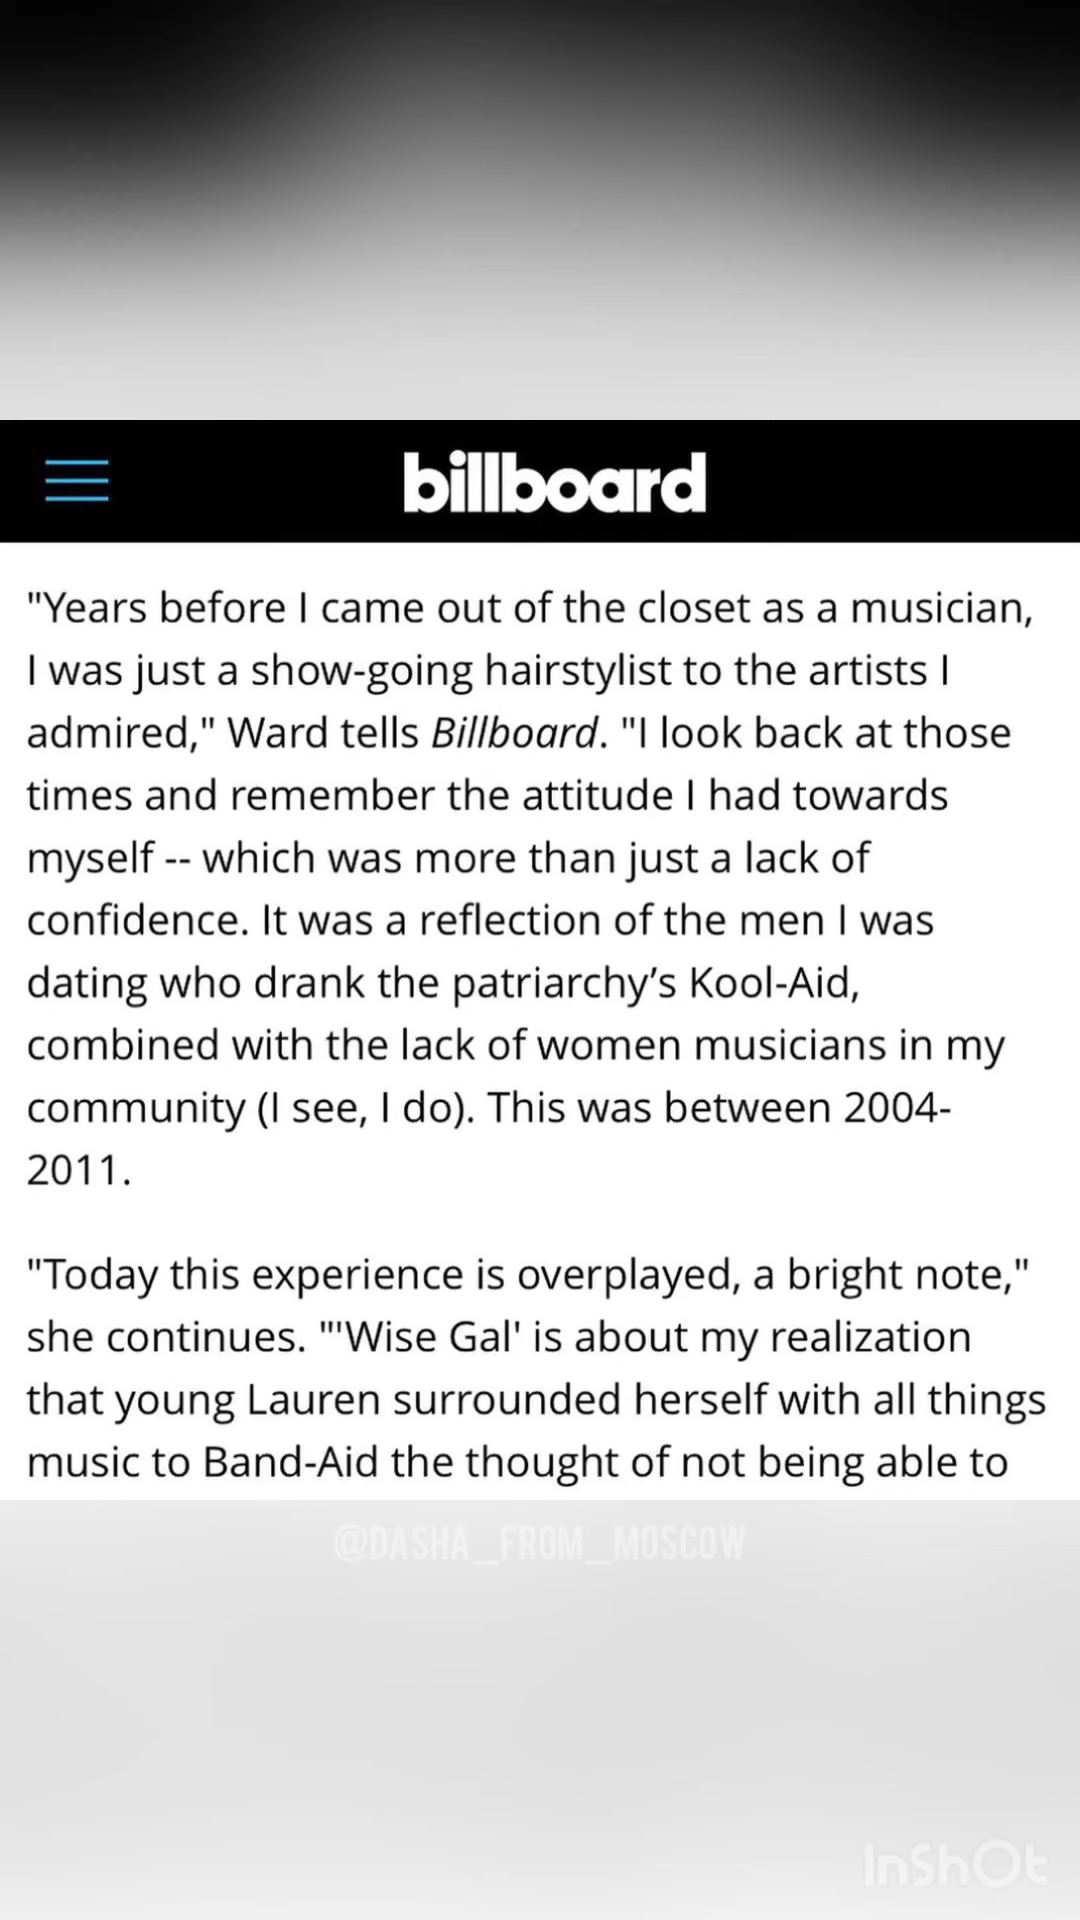 billboard
"Years before I came out of the closet as a musician,
I was just a show-going hairstylist to the artists I
admired," Ward tells Billboard. "I look back at those
times and remember the attitude I had towards
myself -- which was more than just a lack of
confidence. It was a reflection of the men I was
dating who drank the patriarchy’s Kool-Aid,
combined with the lack of women musicians in my
community (I see, I do). This was between 2004-
2011.
"Today this experience is overplayed, a bright note,"
she continues. "'Wise Gal' is about my realization
that young Lauren surrounded herself with all things
music to Band-Aid the thought of not being able to
@DASHA_FROM_MOSCOW
InShOt